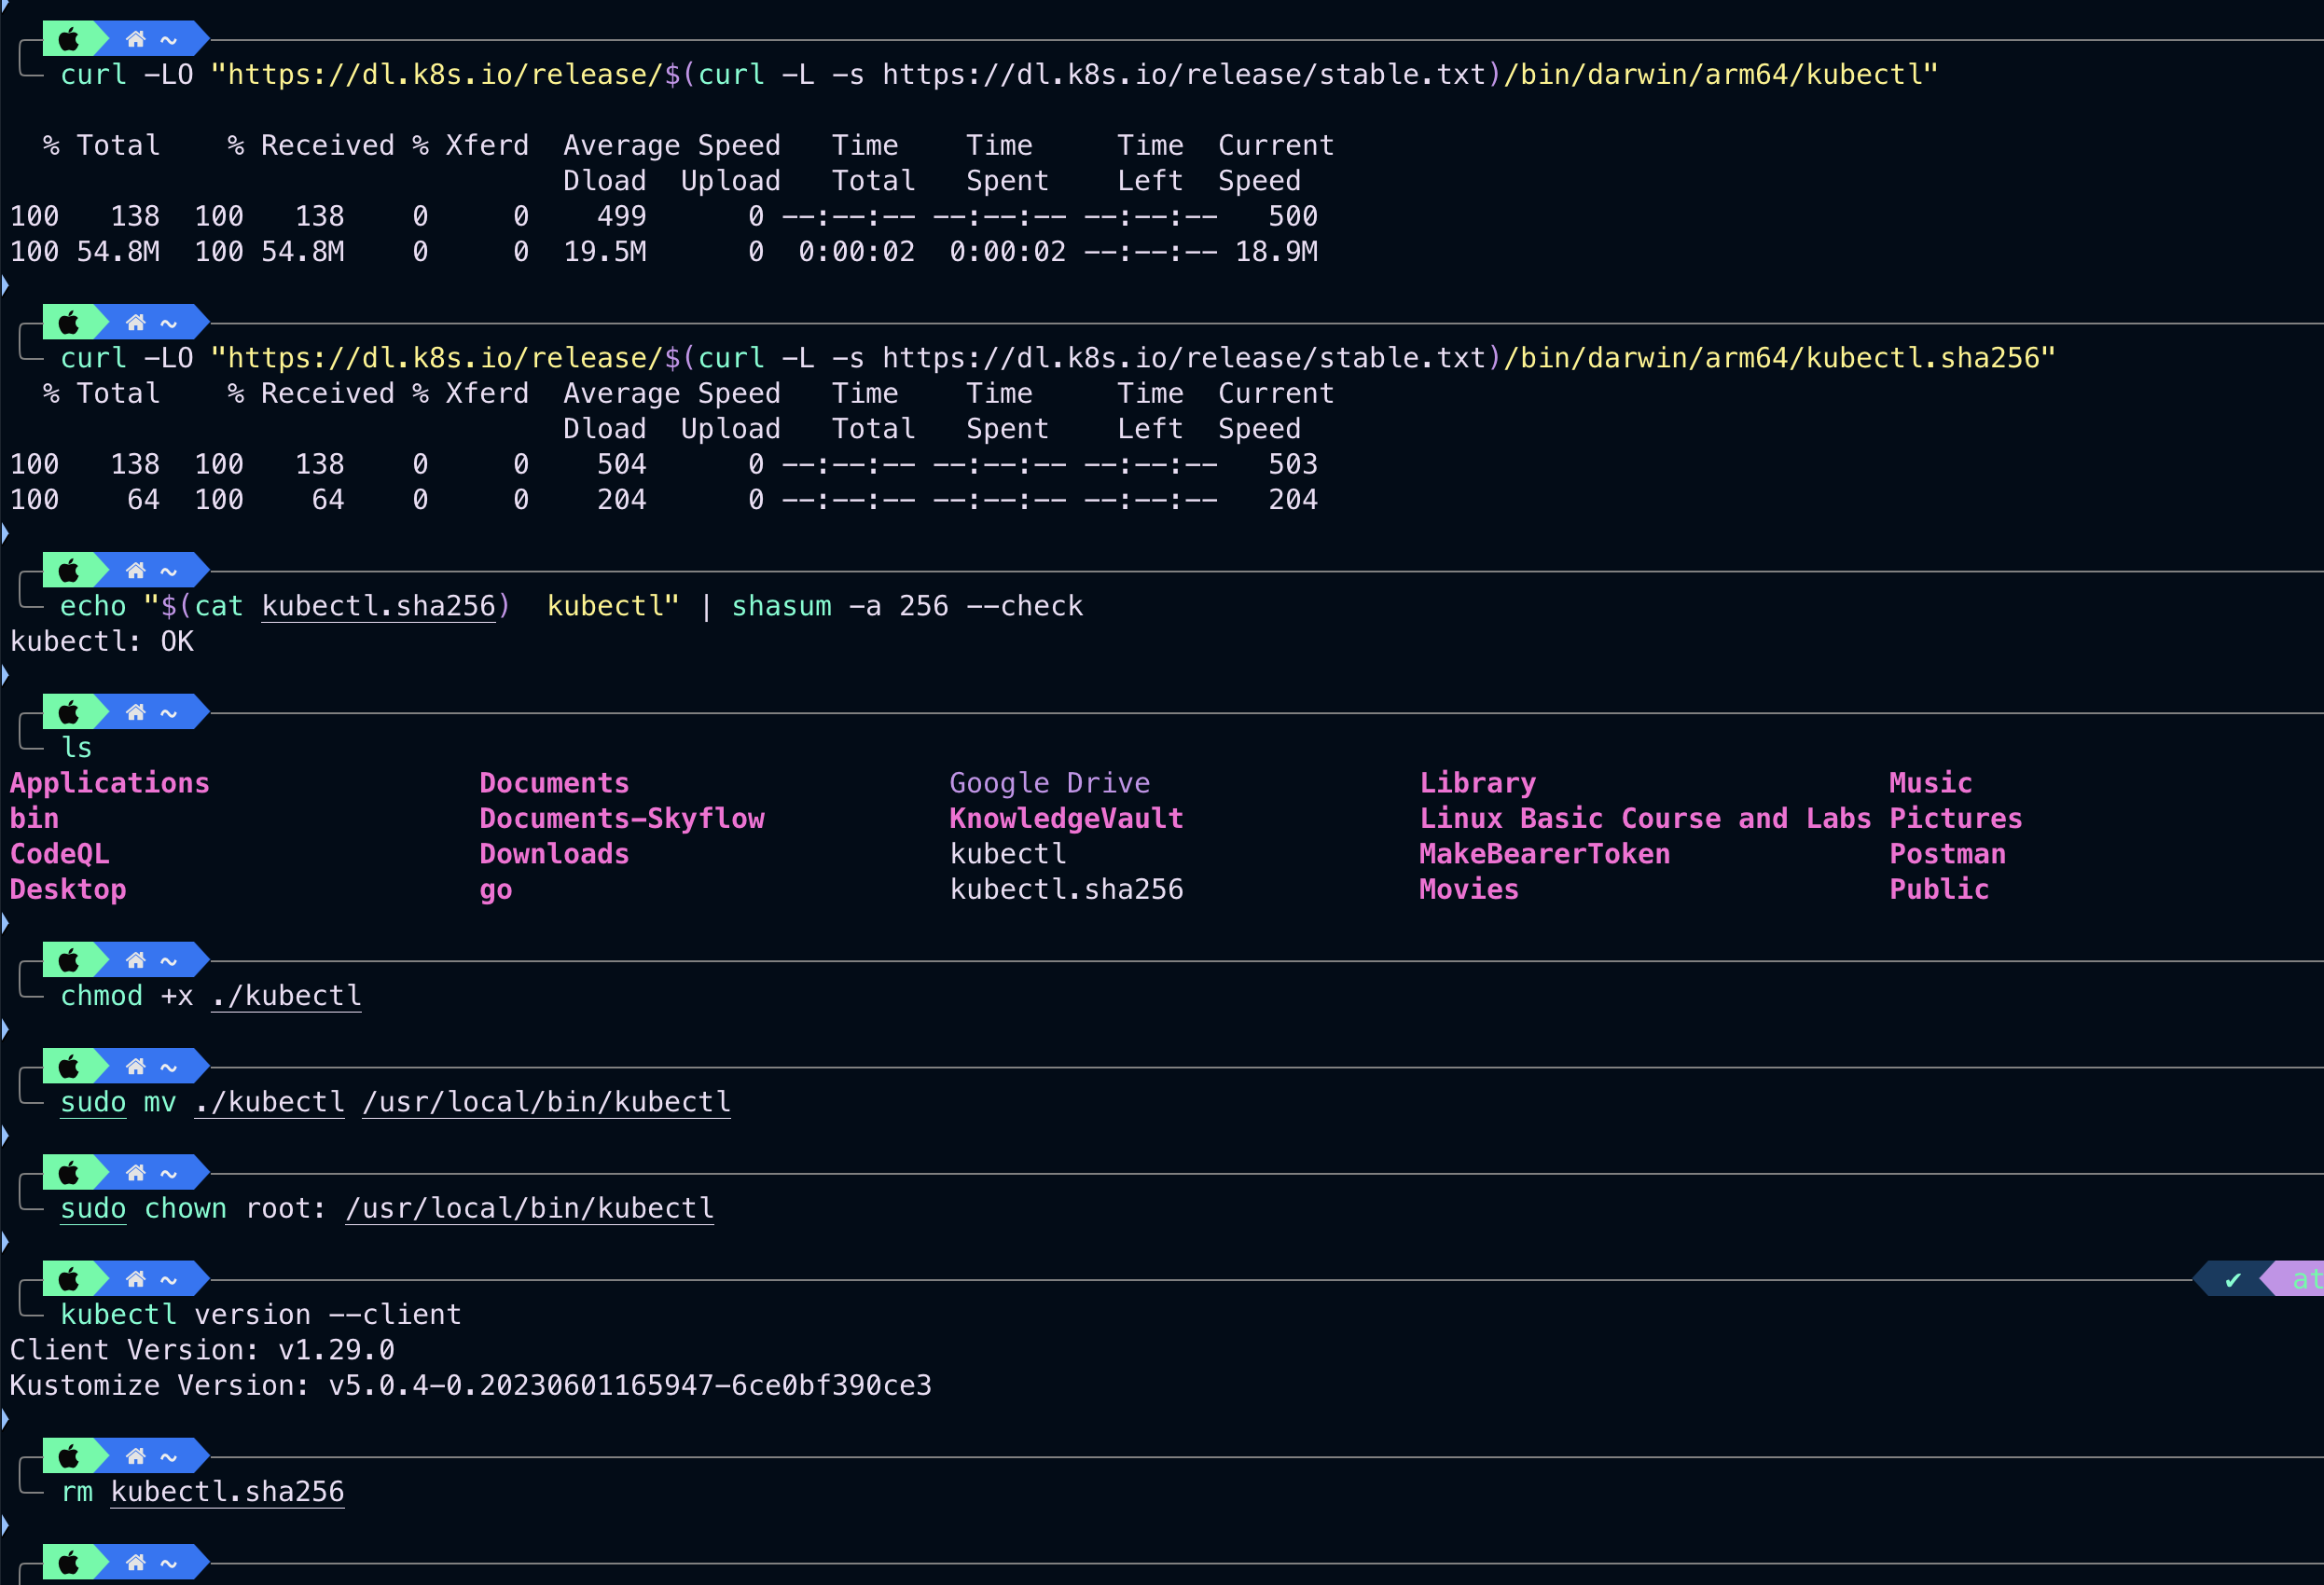 ~
curl -LO "https://dl.k8s.io/release/$(curl -L -s https://dl.k8s.io/release/stable.txt)/bin/darwin/arm64/kubectl"
  % Total    % Received % Xferd  Average Speed   Time    Time     Time  Current
                                 Dload  Upload   Total   Spent    Left  Speed
100   138  100   138    0     0    499      0 --:--:-- --:--:-- --:--:--   500
100 54.8M  100 54.8M    0     0  19.5M      0  0:00:02  0:00:02 --:--:-- 18.9M
~
curl -LO "https://dl.k8s.io/release/$(curl -L -s https://dl.k8s.io/release/stable.txt)/bin/darwin/arm64/kubectl.sha256"
  % Total    % Received % Xferd  Average Speed   Time    Time     Time  Current
                                 Dload  Upload   Total   Spent    Left  Speed
100   138  100   138    0     0    504      0 --:--:-- --:--:-- --:--:--   503
100    64  100    64    0     0    204      0 --:--:-- --:--:-- --:--:--   204
~
echo "$(cat kubectl.sha256)  kubectl" | shasum -a 256 --check
kubectl: OK
~
ls
Applications Documents Google Drive Library Music
bin Documents-Skyflow KnowledgeVault Linux Basic Course and Labs Pictures
CodeQL Downloads kubectl MakeBearerToken Postman
Desktop go kubectl.sha256 Movies Public
~
chmod +x ./kubectl
~
sudo mv ./kubectl /usr/local/bin/kubectl
~
sudo chown root: /usr/local/bin/kubectl
~ ✔ at
kubectl version --client
Client Version: v1.29.0
Kustomize Version: v5.0.4-0.20230601165947-6ce0bf390ce3
~
rm kubectl.sha256
~